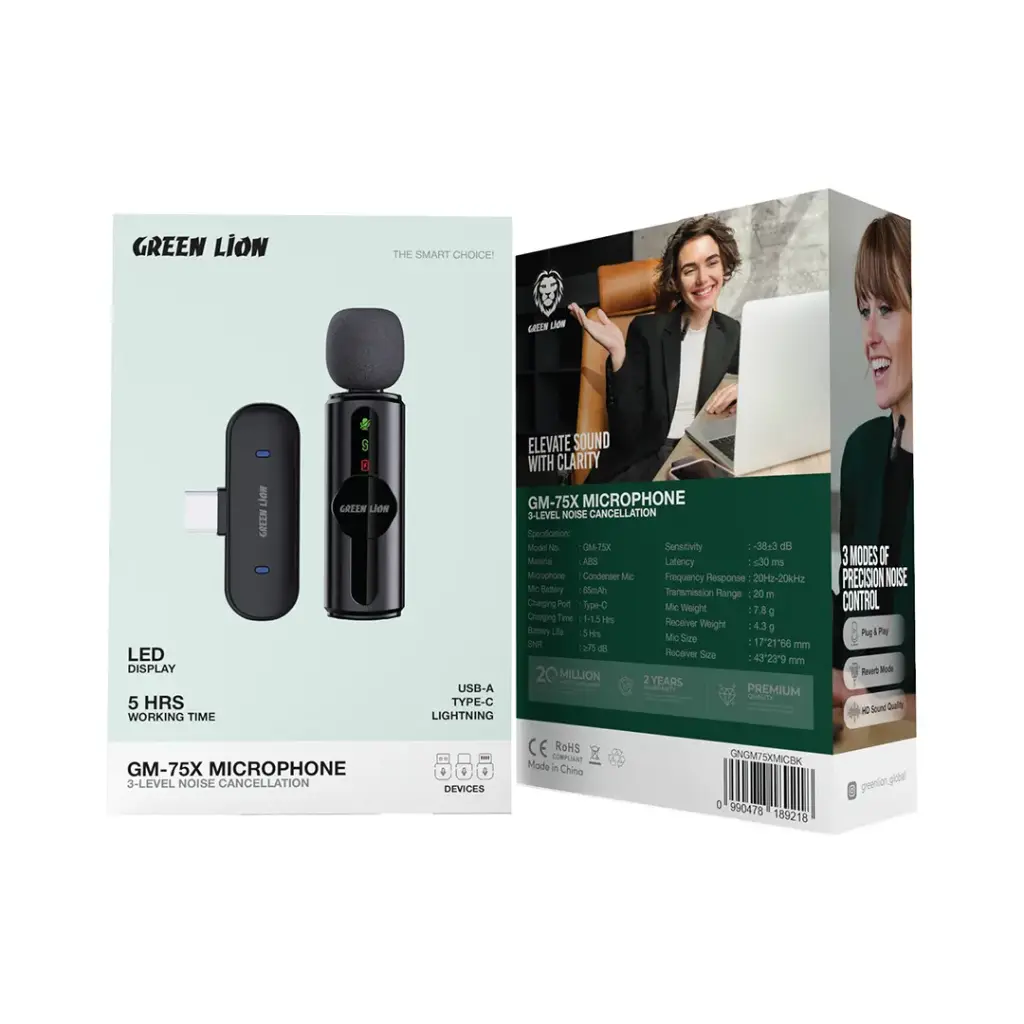 GREEN LION
THE SMART CHOICE!
GREEN LION
GREEN LION
LED
DISPLAY
5 HRS
WORKING TIME
USB-A
TYPE-C
LIGHTNING
GM-75X MICROPHONE
3-LEVEL NOISE CANCELLATION
DEVICES
GREEN LION
ELEVATE SOUND
WITH CLARITY
GM-75X MICROPHONE
3-LEVEL NOISE CANCELLATION
Specification:
Model No. : GM-75X
Material : ABS
Microphone : Condenser Mic
Mic Battery : 65mAh
Charging Port : Type-C
Charging Time : 1-1.5 Hrs
Battery Life : 5 Hrs
SNR : ≥75 dB
Sensitivity : -38±3 dB
Latency : ≤30 ms
Frequency Response : 20Hz-20kHz
Transmission Range : 20 m
Mic Weight : 7.8 g
Receiver Weight : 4.3 g
Mic Size : 17*21*66 mm
Receiver Size : 43*23*9 mm
20 MILLION
2 YEARS
WARRANTY
PREMIUM
QUALITY
CE RoHS
COMPLIANT
Made in China
GNGM75XMICBK
0 990478 189218
3 MODES OF
PRECISION NOISE
CONTROL
Plug & Play
Reverb Mode
HD Sound Quality
greenlion.global